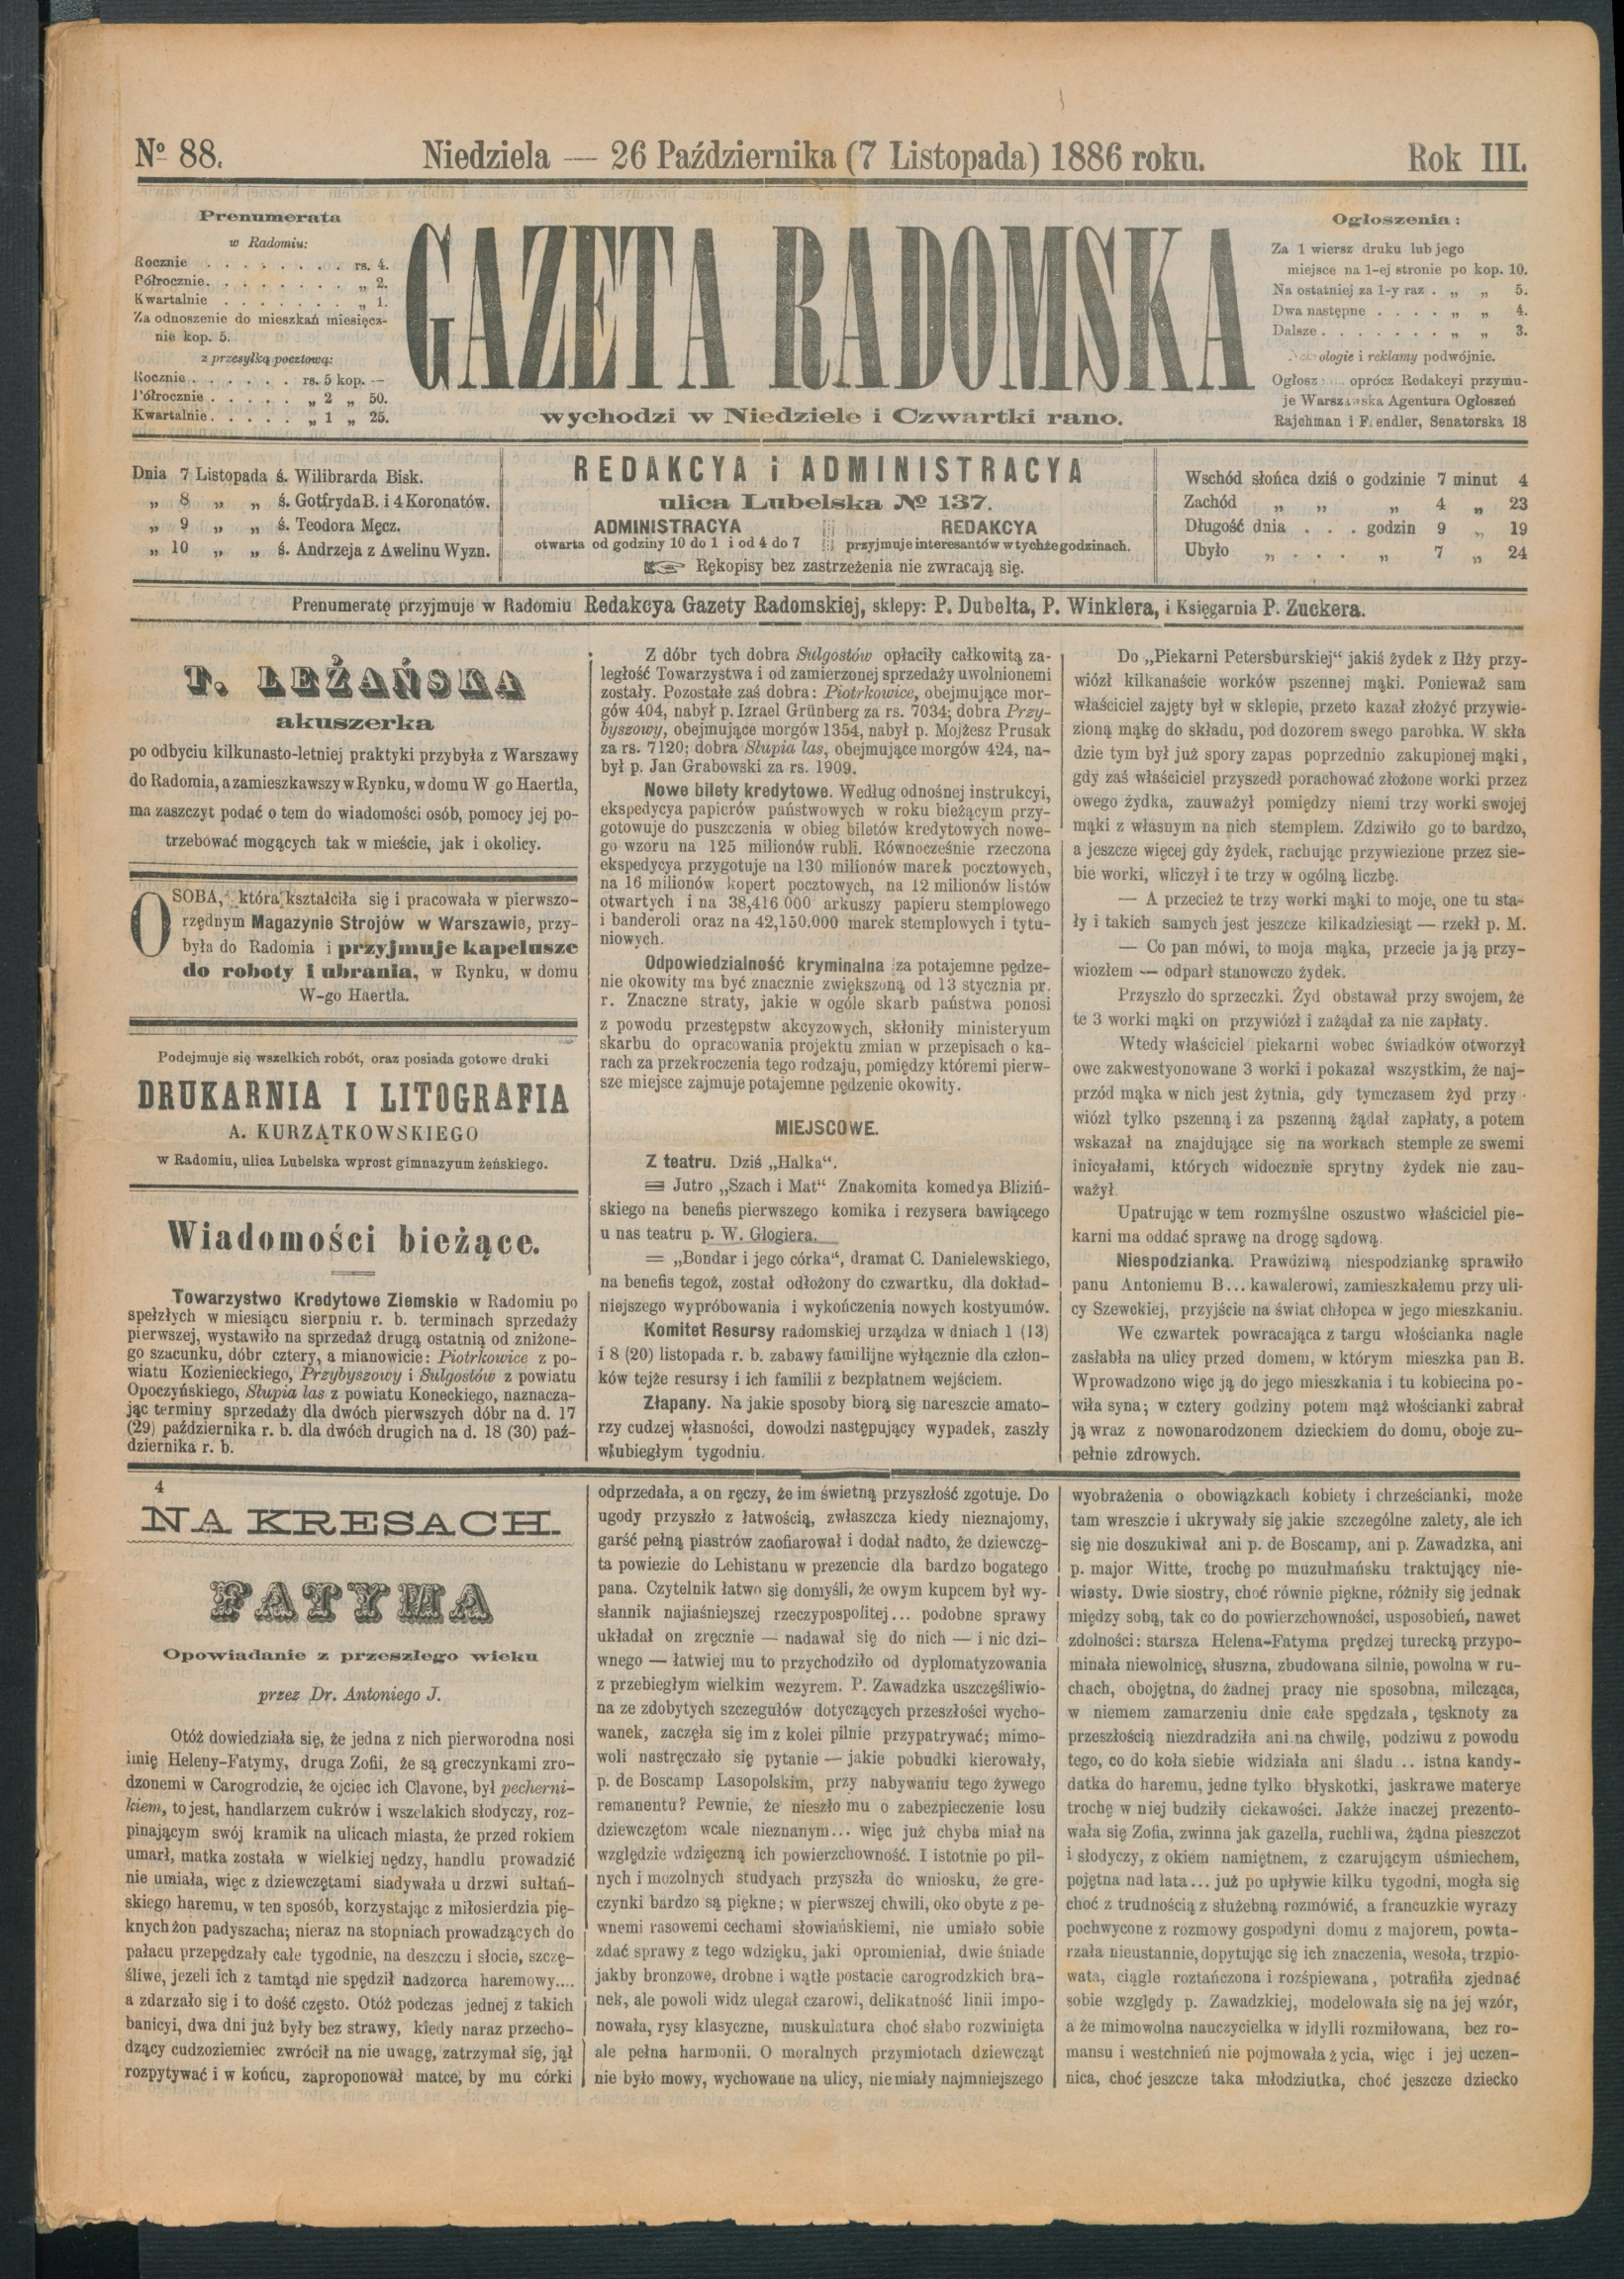 № 88.
Niedziela — 26 Października (7 Listopada) 1886 roku.
Rok III.
Prenumerata
w Radomiu:
Rocznie . . . . . . . . rs. 4.
Półrocznie. . . . . . . . „ 2.
Kwartalnie . . . . . . . „ 1.
Za odnoszenie do mieszkań miesięcz-
nie kop. 5.
z przesyłką pocztową:
Rocznie . . . . . . rs. 5 kop. —
Półrocznie . . . . . „ 2 „ 50.
Kwartalnie. . . . . „ 1 „ 25.
GAZETA RADOMSKA
wychodzi w Niedziele i Czwartki rano.
Ogłoszenia :
Za 1 wiersz druku lub jego
miejsce na 1-ej stronie po kop. 10.
Na ostatniej za 1-y raz . „ „ 5.
Dwa następne . . . . „ „ 4.
Dalsze . . . . . . . „ „ 3.
i reklamy podwójnie.
oprócz Redakcyi przymu-
je Warszawska Agentura Ogłoszeń
Rajchman i Frendler, Senatorska 18
Dnia 7 Listopada ś. Wilibrarda Bisk.
„ 8 „ „ ś. Gotfryda B. i 4 Koronatów.
„ 9 „ „ ś. Teodora Męcz.
„ 10 „ „ ś. Andrzeja z Awelinu Wyzn.
REDAKCYA i ADMINISTRACYA
ulica Lubelska № 137.
ADMINISTRACYA
otwarta od godziny 10 do 1 i od 4 do 7
REDAKCYA
przyjmuje interesantów w tychże godzinach.
☞ Rękopisy bez zastrzeżenia nie zwracają się.
Wschód słońca dziś o godzinie 7 minut 4
Zachód „ „ „ 4 „ 23
Długość dnia . . . godzin 9 „ 19
Ubyło „ . . . „ 7 „ 24
Prenumeratę przyjmuje w Radomiu Redakcya Gazety Radomskiej, sklepy: P. Dubelta, P. Winklera, i Księgarnia P. Zuckera.
T. LEŻAŃSKA
akuszerka
po odbyciu kilkunasto-letniej praktyki przybyła z Warszawy
do Radomia, a zamieszkawszy w Rynku, w domu W go Haertla,
ma zaszczyt podać o tem do wiadomości osób, pomocy jej po-
trzebować mogących tak w mieście, jak i okolicy.
OSOBA, która kształciła się i pracowała w pierwszo-
rzędnym Magazynie Strojów w Warszawie, przy-
była do Radomia i przyjmuje kapelusze
do roboty i ubrania, w Rynku, w domu
W-go Haertla.
Podejmuje się wszelkich robót, oraz posiada gotowe druki
DRUKARNIA I LITOGRAFIA
A. KURZĄTKOWSKIEGO
w Radomiu, ulica Lubelska wprost gimnazyum żeńskiego.
Wiadomości bieżące.
Towarzystwo Kredytowe Ziemskie w Radomiu po
spełzłych w miesiącu sierpniu r. b. terminach sprzedaży
pierwszej, wystawiło na sprzedaż drugą ostatnią od zniżone-
go szacunku, dóbr cztery, a mianowicie: Piotrkowice z po-
wiatu Kozienieckiego, Przybyszowy i Sulgostów z powiatu
Opoczyńskiego, Słupia las z powiatu Koneckiego, naznacza-
jąc terminy sprzedaży dla dwóch pierwszych dóbr na d. 17
(29) października r. b. dla dwóch drugich na d. 18 (30) paź-
dziernika r. b.
Z dóbr tych dobra Sulgostów opłaciły całkowitą za-
ległość Towarzystwa i od zamierzonej sprzedaży uwolnionemi
zostały. Pozostałe zaś dobra: Piotrkowice, obejmujące mor-
gów 404, nabył p. Izrael Grünberg za rs. 7034; dobra Przy-
byszowy, obejmujące morgów 1354, nabył p. Mojżesz Prusak
za rs. 7120; dobra Słupia las, obejmujące morgów 424, na-
był p. Jan Grabowski za rs. 1909.
Nowe bilety kredytowe. Według odnośnej instrukcyi,
ekspedycya papierów państwowych w roku bieżącym przy-
gotowuje do puszczenia w obieg biletów kredytowych nowe-
go wzoru na 125 milionów rubli. Równocześnie rzeczona
ekspedycya przygotuje na 130 milionów marek pocztowych,
na 16 milionów kopert pocztowych, na 12 milionów listów
otwartych i na 38,416 000 arkuszy papieru stemplowego
i banderoli oraz na 42,150.000 marek stemplowych i tytu-
niowych.
Odpowiedzialność kryminalna za potajemne pędze-
nie okowity ma być znacznie zwiększoną od 13 stycznia pr.
r. Znaczne straty, jakie w ogóle skarb państwa ponosi
z powodu przestępstw akcyzowych, skłoniły ministeryum
skarbu do opracowania projektu zmian w przepisach o ka-
rach za przekroczenia tego rodzaju, pomiędzy któremi pierw-
sze miejsce zajmuje potajemne pędzenie okowity.
MIEJSCOWE.
Z teatru. Dziś „Halka“.
= Jutro „Szach i Mat“ Znakomita komedya Bliziń-
skiego na benefis pierwszego komika i rezysera bawiącego
u nas teatru p. W. Glogiera.
= „Bondar i jego córka“, dramat C. Danielewskiego,
na benefis tegoż, został odłożony do czwartku, dla dokład-
niejszego wypróbowania i wykończenia nowych kostyumów.
Komitet Resursy radomskiej urządza w dniach 1 (13)
i 8 (20) listopada r. b. zabawy familijne wyłącznie dla człon-
ków tejże resursy i ich familii z bezpłatnem wejściem.
Złapany. Na jakie sposoby biorą się nareszcie amato-
rzy cudzej własności, dowodzi następujący wypadek, zaszły
w ubiegłym tygodniu.
Do „Piekarni Petersburskiej“ jakiś żydek z Iłży przy-
wiózł kilkanaście worków pszennej mąki. Ponieważ sam
właściciel zajęty był w sklepie, przeto kazał złożyć przywie-
zioną mąkę do składu, pod dozorem swego parobka. W skła
dzie tym był już spory zapas poprzednio zakupionej mąki,
gdy zaś właściciel przyszedł porachować złożone worki przez
owego żydka, zauważył pomiędzy niemi trzy worki swojej
mąki z własnym na nich stemplem. Zdziwiło go to bardzo,
a jeszcze więcej gdy żydek, rachując przywiezione przez sie-
bie worki, wliczył i te trzy w ogólną liczbę.
— A przecież te trzy worki mąki to moje, one tu sta-
ły i takich samych jest jeszcze kilkadziesiąt — rzekł p. M.
— Co pan mówi, to moja mąka, przecie ja ją przy-
wiozłem — odparł stanowczo żydek.
Przyszło do sprzeczki. Żyd obstawał przy swojem, że
te 3 worki mąki on przywiózł i zażądał za nie zapłaty.
Wtedy właściciel piekarni wobec świadków otworzył
owe zakwestyonowane 3 worki i pokazał wszystkim, że naj-
przód mąka w nich jest żytnia, gdy tymczasem żyd przy-
wiózł tylko pszenną i za pszenną żądał zapłaty, a potem
wskazał na znajdujące się na workach stemple ze swemi
inicyałami, których widocznie sprytny żydek nie zau-
ważył.
Upatrując w tem rozmyślne oszustwo właściciel pie-
karni ma oddać sprawę na drogę sądową.
Niespodzianka. Prawdziwą niespodziankę sprawiło
panu Antoniemu B... kawalerowi, zamieszkałemu przy uli-
cy Szewckiej, przyjście na świat chłopca w jego mieszkaniu.
We czwartek powracająca z targu włościanka nagle
zasłabła na ulicy przed domem, w którym mieszka pan B.
Wprowadzono więc ją do jego mieszkania i tu kobiecina po-
wiła syna; w cztery godziny potem mąż włościanki zabrał
ją wraz z nowonarodzonem dzieckiem do domu, oboje zu-
pełnie zdrowych.
4
NA KRESACH.
FATYMA
Opowiadanie z przeszłego wieku
przez Dr. Antoniego J.
Otóż dowiedziała się, że jedna z nich pierworodna nosi
imię Heleny-Fatymy, druga Zofii, że są greczynkami zro-
dzonemi w Carogrodzie, że ojciec ich Clavone, był pecherni-
kiem, to jest, handlarzem cukrów i wszelakich słodyczy, roz-
pinającym swój kramik na ulicach miasta, że przed rokiem
umarł, matka została w wielkiej nędzy, handlu prowadzić
nie umiała, więc z dziewczętami siadywała u drzwi sułtań-
skiego haremu, w ten sposób, korzystając z miłosierdzia pię-
knych żon padyszacha; nieraz na stopniach prowadzących do
pałacu przepędzały całe tygodnie, na deszczu i słocie, szczę-
śliwe, jezeli ich z tamtąd nie spędził nadzorca haremowy....
a zdarzało się i to dość często. Otóż podczas jednej z takich
banicyi, dwa dni już były bez strawy, kiedy naraz przecho-
dzący cudzoziemiec zwrócił na nie uwagę, zatrzymał się, jął
rozpytywać i w końcu, zaproponował matce, by mu córki
odprzedała, a on ręczy, że im świetną przyszłość zgotuje. Do
ugody przyszło z łatwością, zwłaszcza kiedy nieznajomy,
garść pełną piastrów zaofiarował i dodał nadto, że dziewczę-
ta powiezie do Lehistanu w prezencie dla bardzo bogatego
pana. Czytelnik łatwo się domyśli, że owym kupcem był wy-
słannik najjaśniejszej rzeczypospolitej... podobne sprawy
układał on zręcznie — nadawał się do nich — i nic dzi-
wnego — łatwiej mu to przychodziło od dyplomatyzowania
z przebiegłym wielkim wezyrem. P. Zawadzka uszczęśliwio-
na ze zdobytych szczegułów dotyczących przeszłości wycho-
wanek, zaczęła się im z kolei pilnie przypatrywać; mimo-
woli nastręczało się pytanie — jakie pobudki kierowały,
p. de Boscamp Lasopolskim, przy nabywaniu tego żywego
remanentu? Pewnie, że nieszło mu o zabezpieczenie losu
dziewczętom wcale nieznanym... więc już chyba miał na
względzie wdzięczną ich powierzchowność. I istotnie po pil-
nych i mozolnych studyach przyszła do wniosku, że gre-
czynki bardzo są piękne; w pierwszej chwili, oko obyte z pe-
wnemi rasowemi cechami słowiańskiemi, nie umiało sobie
zdać sprawy z tego wdzięku, jaki opromieniał, dwie śniade
jakby bronzowe, drobne i wątłe postacie carogrodzkich bra-
nek, ale powoli widz ulegał czarowi, delikatność linii impo-
nowała, rysy klasyczne, muskulatura choć słabo rozwinięta
ale pełna harmonii. O moralnych przymiotach dziewcząt
nie było mowy, wychowane na ulicy, nie miały najmniejszego
wyobrażenia o obowiązkach kobiety i chrześcianki, może
tam wreszcie i ukrywały się jakie szczególne zalety, ale ich
się nie doszukiwał ani p. de Boscamp, ani p. Zawadzka, ani
p. major Witte, trochę po muzułmańsku traktujący nie-
wiasty. Dwie siostry, choć równie piękne, różniły się jednak
między sobą, tak co do powierzchowności, usposobień, nawet
zdolności: starsza Helena-Fatyma prędzej turecką przypo-
minała niewolnicę, słuszna, zbudowana silnie, powolna w ru-
chach, obojętna, do żadnej pracy nie sposobna, milcząca,
w niemem zamarzeniu dnie całe spędzała, tęsknoty za
przeszłością niezdradziła ani na chwilę, podziwu z powodu
tego, co do koła siebie widziała ani śladu .. istna kandy-
datka do haremu, jedne tylko błyskotki, jaskrawe materye
trochę w niej budziły ciekawości. Jakże inaczej prezento-
wała się Zofia, zwinna jak gazella, ruchliwa, żądna pieszczot
i słodyczy, z okiem namiętnem, z czarującym uśmiechem,
pojętna nad lata... już po upływie kilku tygodni, mogła się
choć z trudnością z służebną rozmówić, a francuzkie wyrazy
pochwycone z rozmowy gospodyni domu z majorem, powta-
rzała nieustannie, dopytując się ich znaczenia, wesoła, trzpio-
wata, ciągle roztańczona i rozśpiewana, potrafiła zjednać
sobie względy p. Zawadzkiej, modelowała się na jej wzór,
a że mimowolna nauczycielka w idylli rozmiłowana, bez ro-
mansu i westchnień nie pojmowała życia, więc i jej uczen-
nica, choć jeszcze taka młodziutka, choć jeszcze dziecko